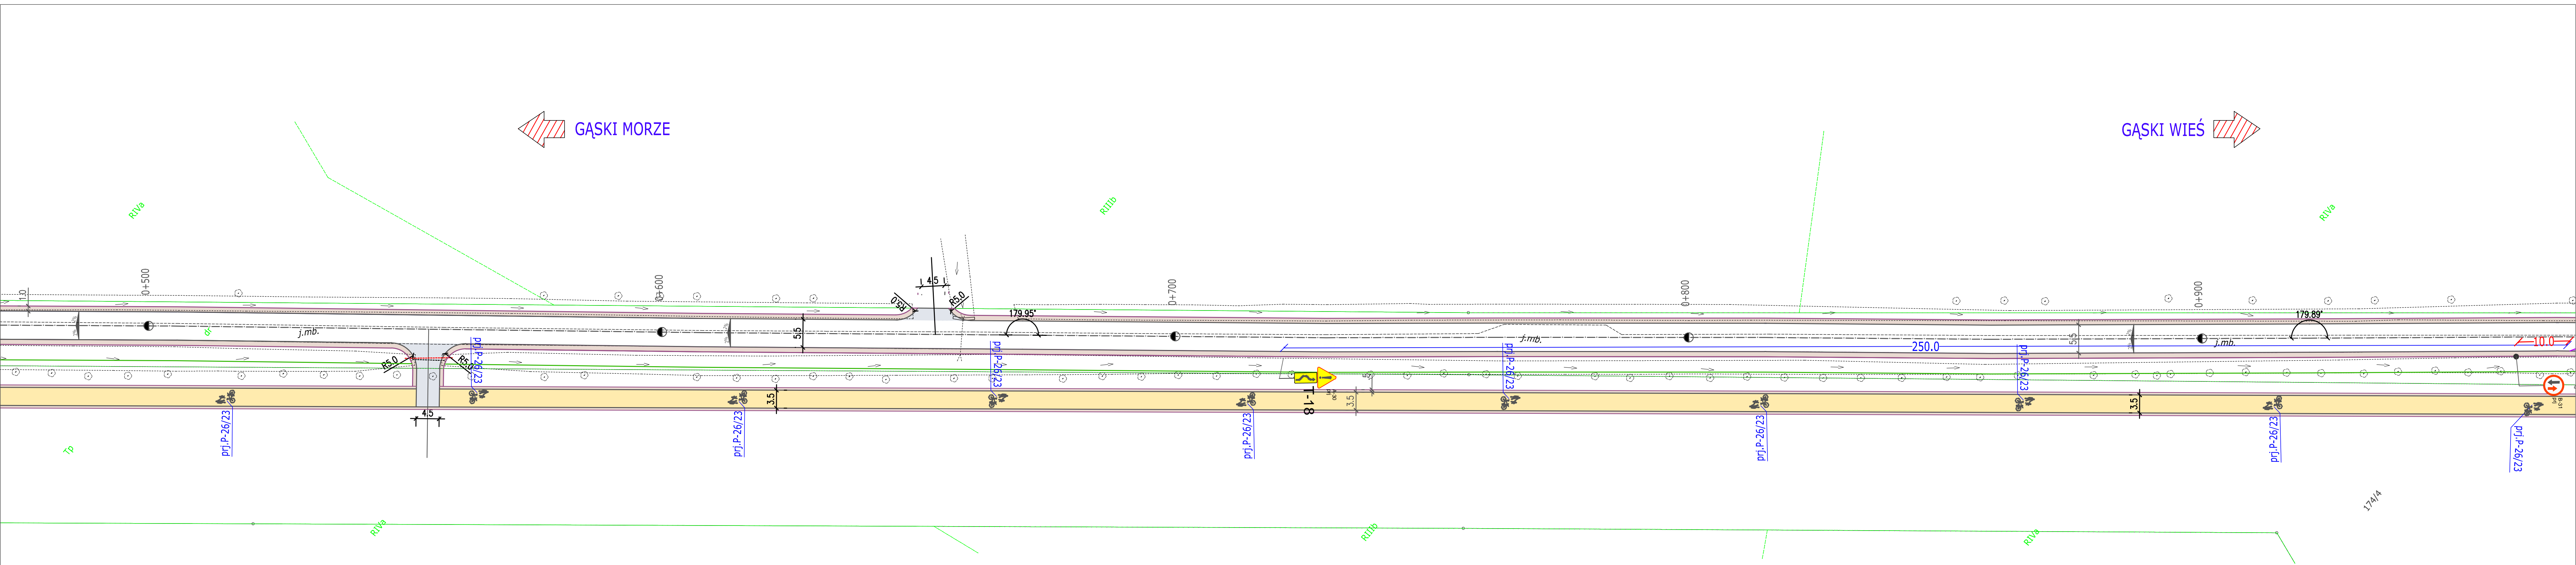 GĄSKI MORZE
GĄSKI WIEŚ
RIVa
RIIIb
RIVa
0+500
0+600
0+700
0+800
0+900
1.0
4.5
R5.0
R5.0
179.95°
179.89°
dr
j.mb.
5.5
j.mb.
5.5
j.mb.
250.0
10.0
R5.0
R5.0
prj.P-26/23
prj.P-26/23
prj.P-26/23
prj.P-26/23
T-18
3.5
3.5
3.5
4.5
B-31
prj.P-26/23
prj.P-26/23
prj.P-26/23
prj.P-26/23
prj.P-26/23
prj.P-26/23
Tp
RIVa
RIIIb
RIVa
174/4